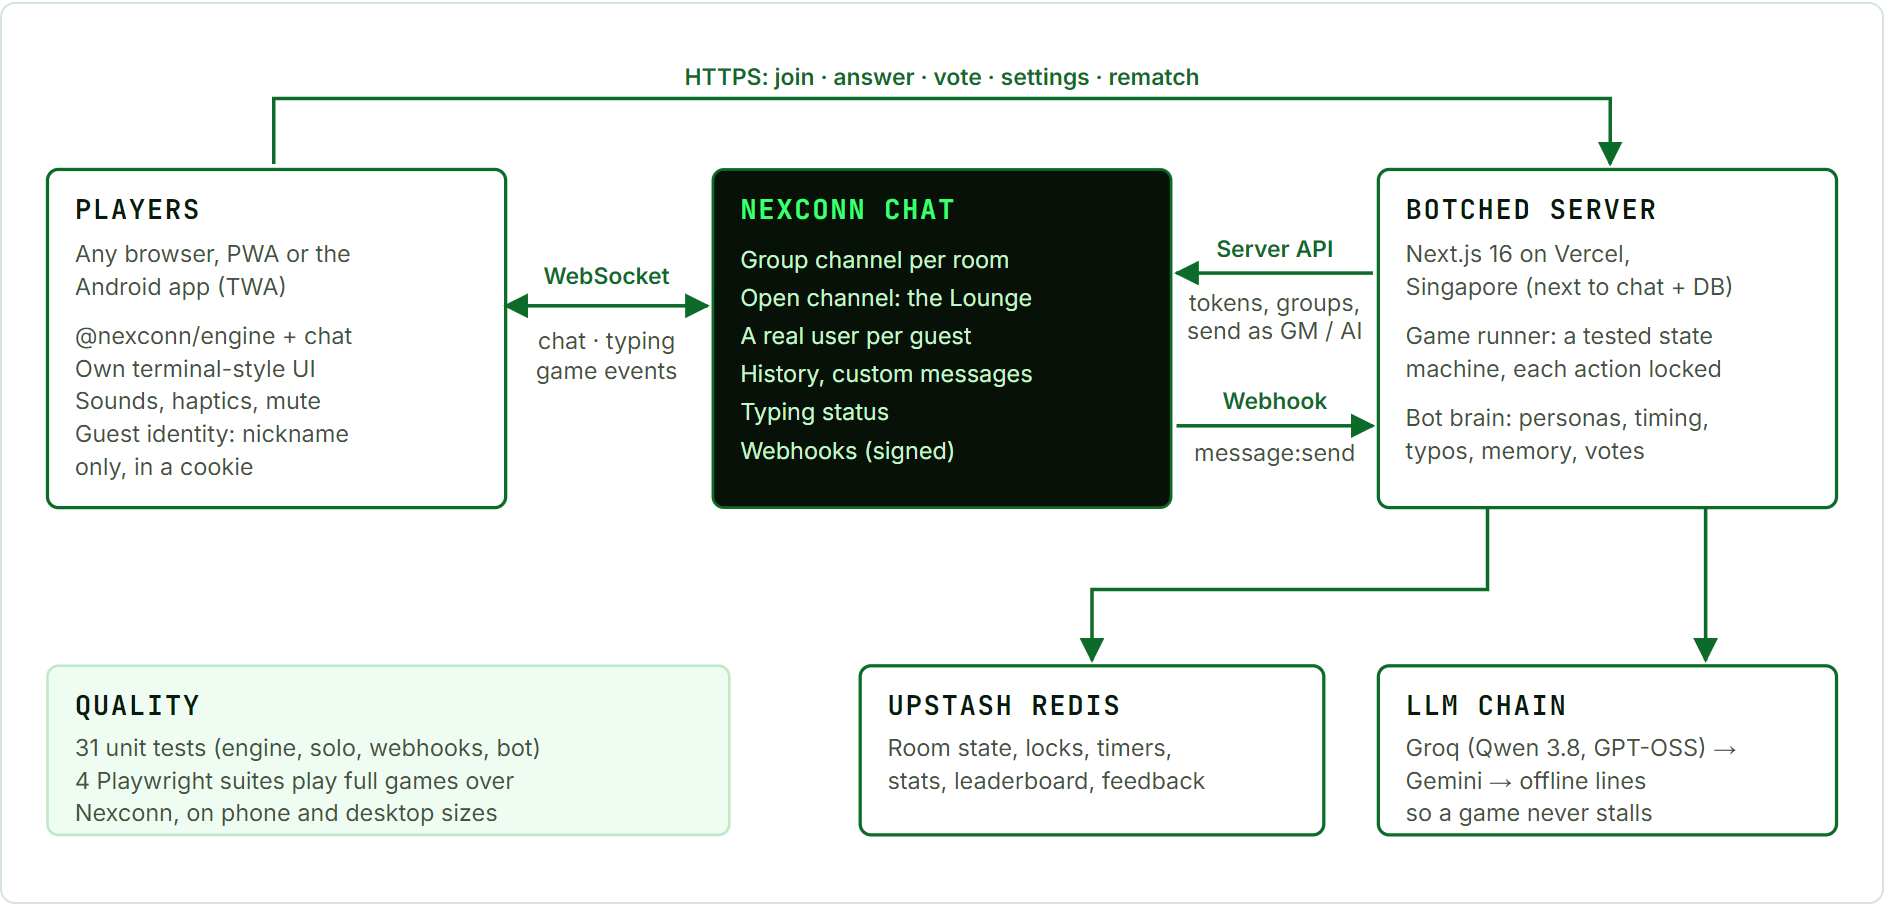 HTTPS: join · answer · vote · settings · rematch
PLAYERS
Any browser, PWA or the
Android app (TWA)
@nexconn/engine + chat
Own terminal-style UI
Sounds, haptics, mute
Guest identity: nickname
only, in a cookie
WebSocket
chat · typing
game events
NEXCONN CHAT
Group channel per room
Open channel: the Lounge
A real user per guest
History, custom messages
Typing status
Webhooks (signed)
Server API
tokens, groups,
send as GM / AI
Webhook
message:send
BOTCHED SERVER
Next.js 16 on Vercel,
Singapore (next to chat + DB)
Game runner: a tested state
machine, each action locked
Bot brain: personas, timing,
typos, memory, votes
QUALITY
31 unit tests (engine, solo, webhooks, bot)
4 Playwright suites play full games over
Nexconn, on phone and desktop sizes
UPSTASH REDIS
Room state, locks, timers,
stats, leaderboard, feedback
LLM CHAIN
Groq (Qwen 3.8, GPT-OSS) →
Gemini → offline lines
so a game never stalls